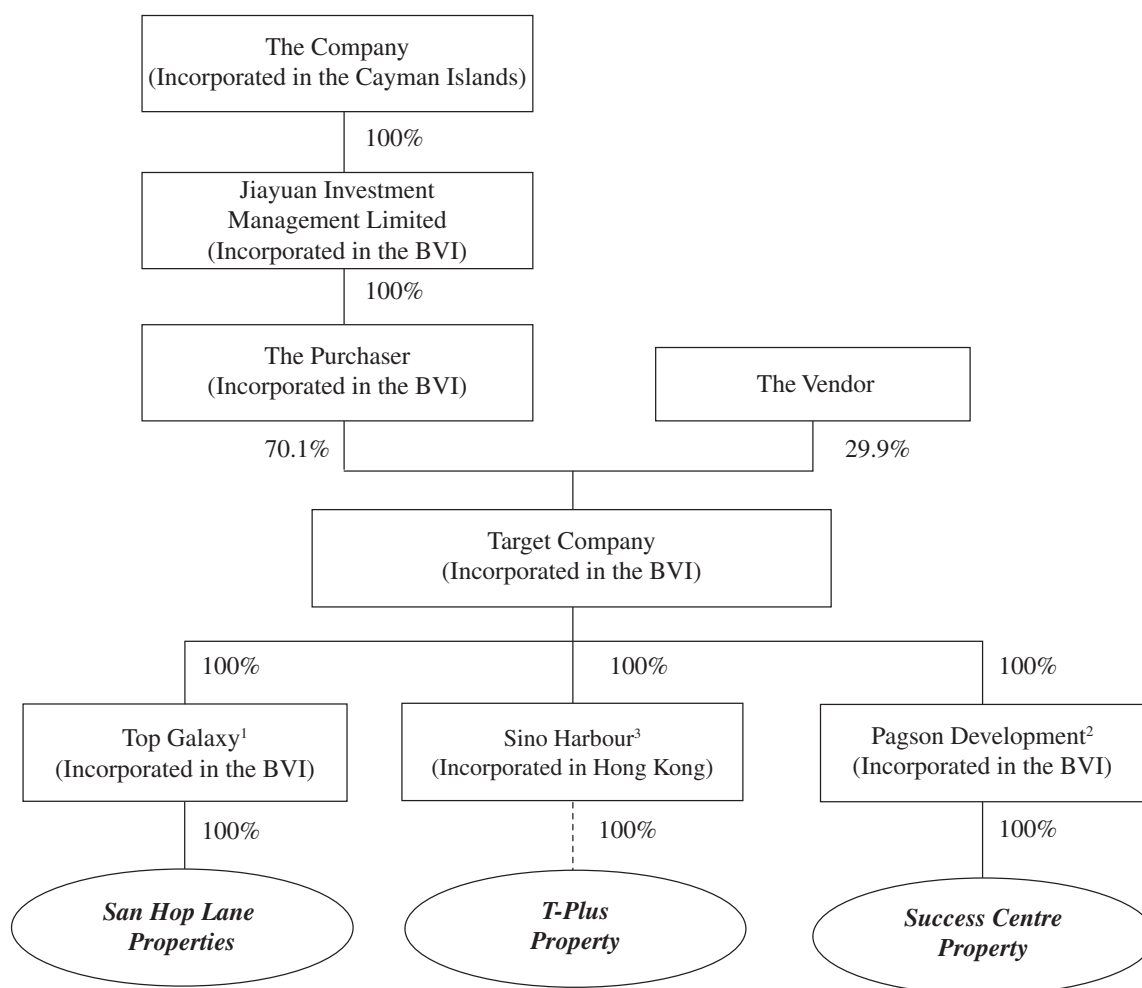 The Company
(Incorporated in the Cayman Islands)
100%
Jiayuan Investment
Management Limited
(Incorporated in the BVI)
100%
The Purchaser
(Incorporated in the BVI)
The Vendor
70.1%
29.9%
Target Company
(Incorporated in the BVI)
100%
100%
100%
Top Galaxy¹
(Incorporated in the BVI)
Sino Harbour³
(Incorporated in Hong Kong)
Pagson Development²
(Incorporated in the BVI)
100%
100%
100%
San Hop Lane
Properties
T-Plus
Property
Success Centre
Property